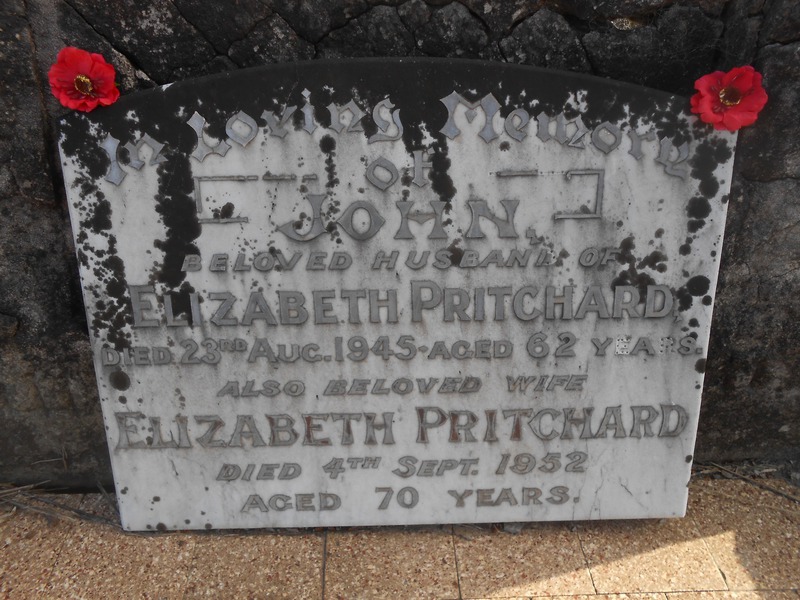 In Loving Memory
of
JOHN,
BELOVED HUSBAND OF
ELIZABETH PRITCHARD
DIED 23RD AUG. 1945·AGED 62 YEARS.
ALSO BELOVED WIFE
ELIZABETH PRITCHARD
DIED 4TH SEPT. 1952
AGED 70 YEARS.